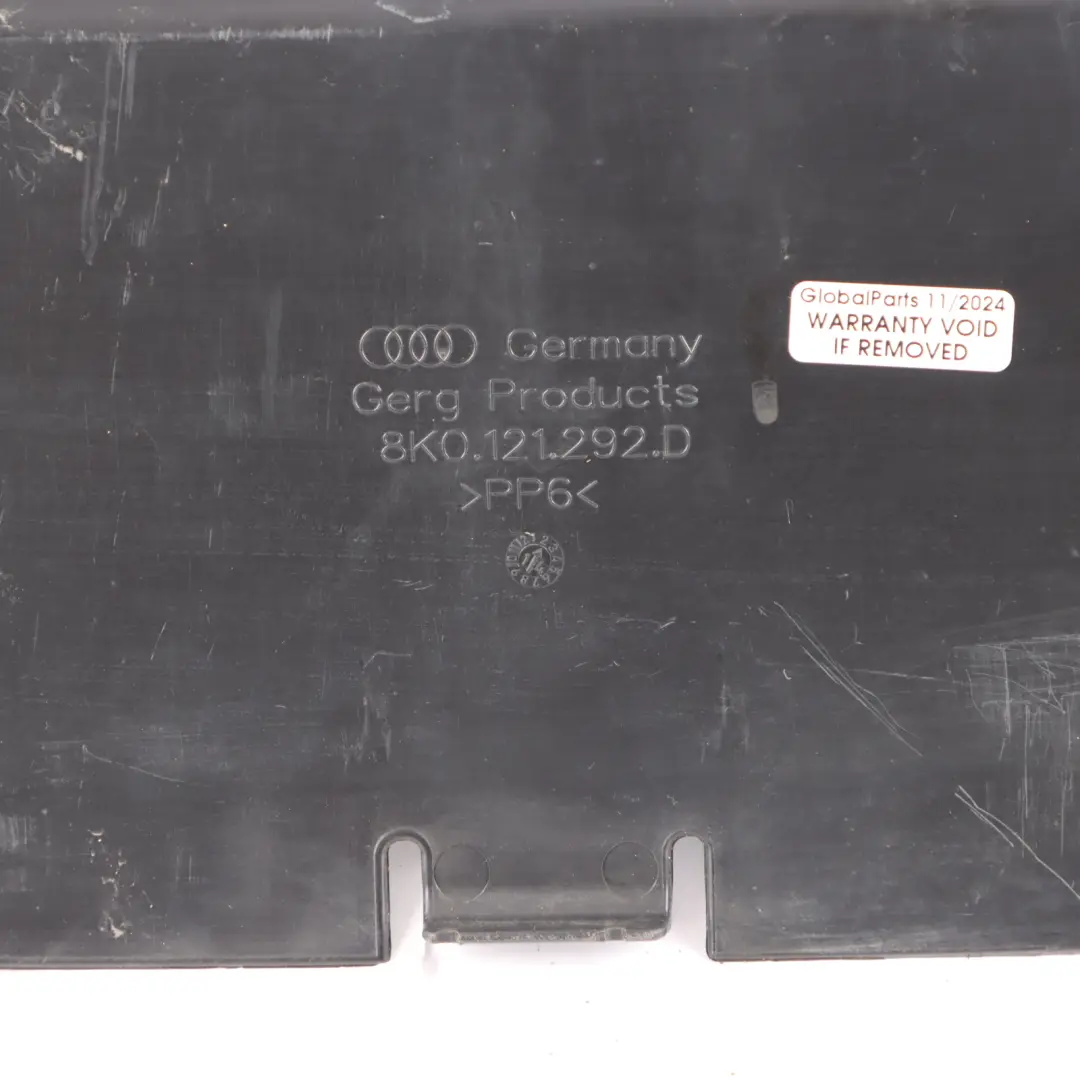 Germany
Gerg Products
8K0.121.292.D
>PP6<
GlobalParts 11/2024
WARRANTY VOID
IF REMOVED